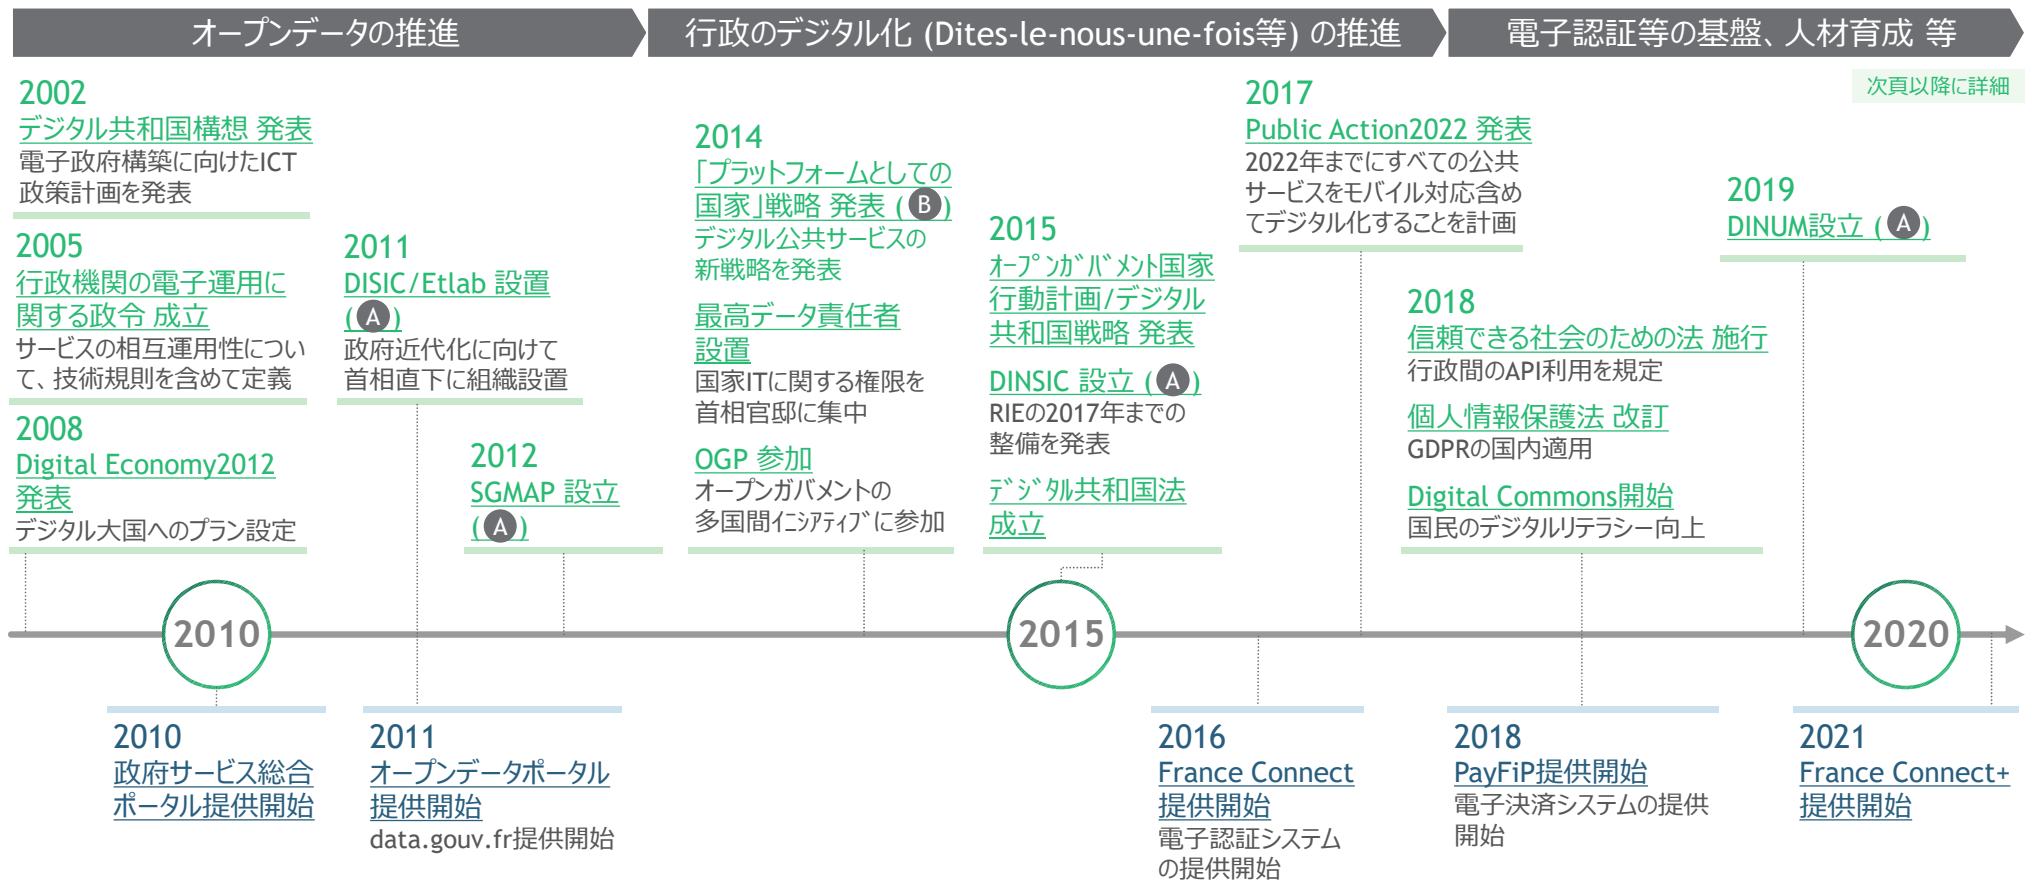 オープンデータの推進
行政のデジタル化 (Dites-le-nous-une-fois等) の推進
電子認証等の基盤、人材育成 等
次頁以降に詳細
2002
デジタル共和国構想 発表
電子政府構築に向けたICT
政策計画を発表
2005
行政機関の電子運用に
関する政令 成立
サービスの相互運用性につい
て、技術規則を含めて定義
2008
Digital Economy2012
発表
デジタル大国へのプラン設定
2011
DISIC/Etlab 設置
(A)
政府近代化に向けて
首相直下に組織設置
2012
SGMAP 設立
(A)
2014
「プラットフォームとしての
国家」戦略 発表 (B)
デジタル公共サービスの
新戦略を発表
最高データ責任者
設置
国家ITに関する権限を
首相官邸に集中
OGP 参加
オープンガバメントの
多国間ｲﾆｼｱﾃｨﾌﾞに参加
2015
ｵｰﾌﾟﾝｶﾞﾊﾞﾒﾝﾄ国家
行動計画/デジタル
共和国戦略 発表
DINSIC 設立 (A)
RIEの2017年までの
整備を発表
ﾃﾞｼﾞﾀﾙ共和国法
成立
2017
Public Action2022 発表
2022年までにすべての公共
サービスをモバイル対応含め
てデジタル化することを計画
2018
信頼できる社会のための法 施行
行政間のAPI利用を規定
個人情報保護法 改訂
GDPRの国内適用
Digital Commons開始
国民のデジタルリテラシー向上
2019
DINUM設立 (A)
2010
2015
2020
2010
政府サービス総合
ポータル提供開始
2011
オープンデータポータル
提供開始
data.gouv.fr提供開始
2016
France Connect
提供開始
電子認証システム
の提供開始
2018
PayFiP提供開始
電子決済システムの提供
開始
2021
France Connect+
提供開始